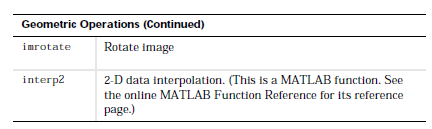 Geometric Operations (Continued)
imrotate Rotate image
interp2 2-D data interpolation. (This is a MATLAB function. See
the online MATLAB Function Reference for its reference
page.)